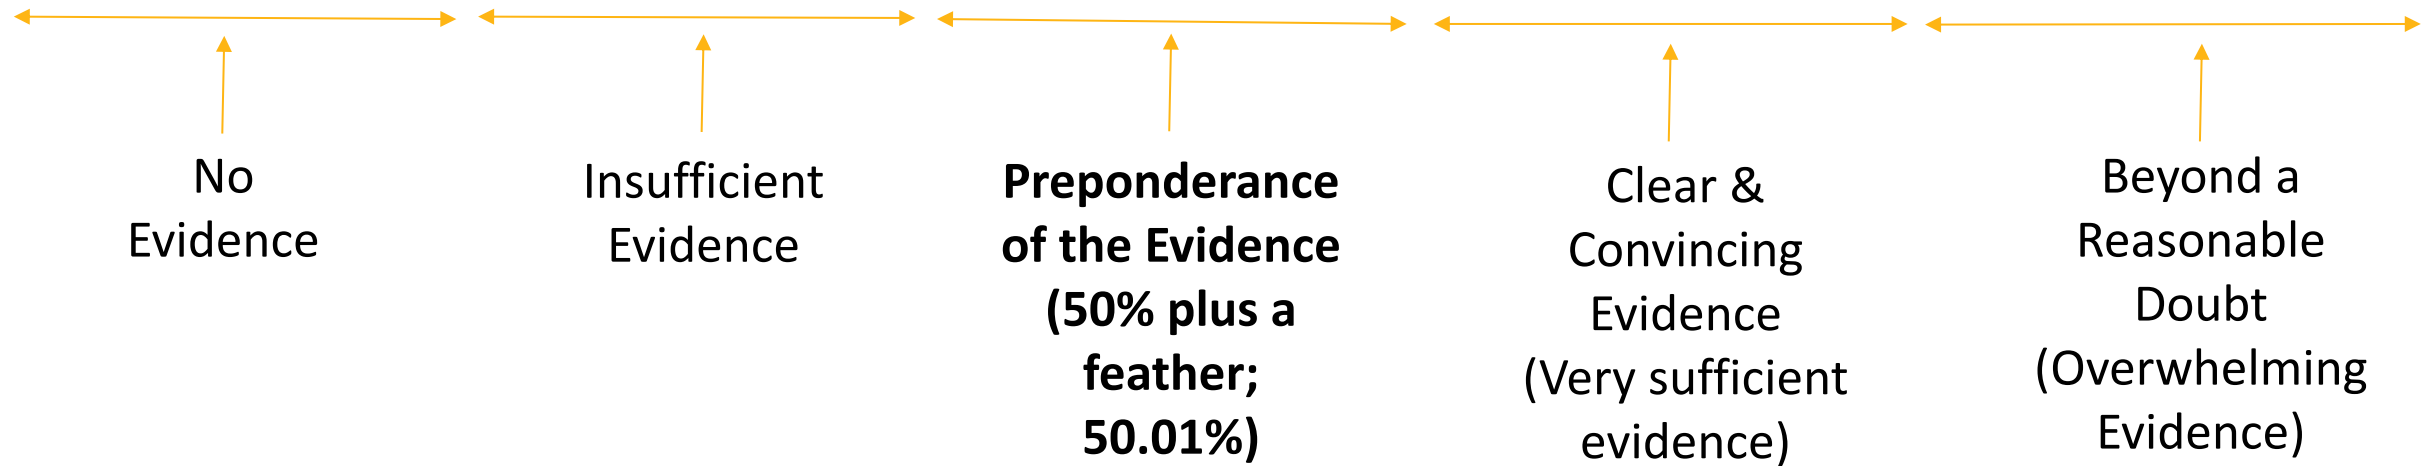 No
Evidence
Insufficient
Evidence
Preponderance
of the Evidence
(50% plus a
feather;
50.01%)
Clear &
Convincing
Evidence
(Very sufficient
evidence)
Beyond a
Reasonable
Doubt
(Overwhelming
Evidence)